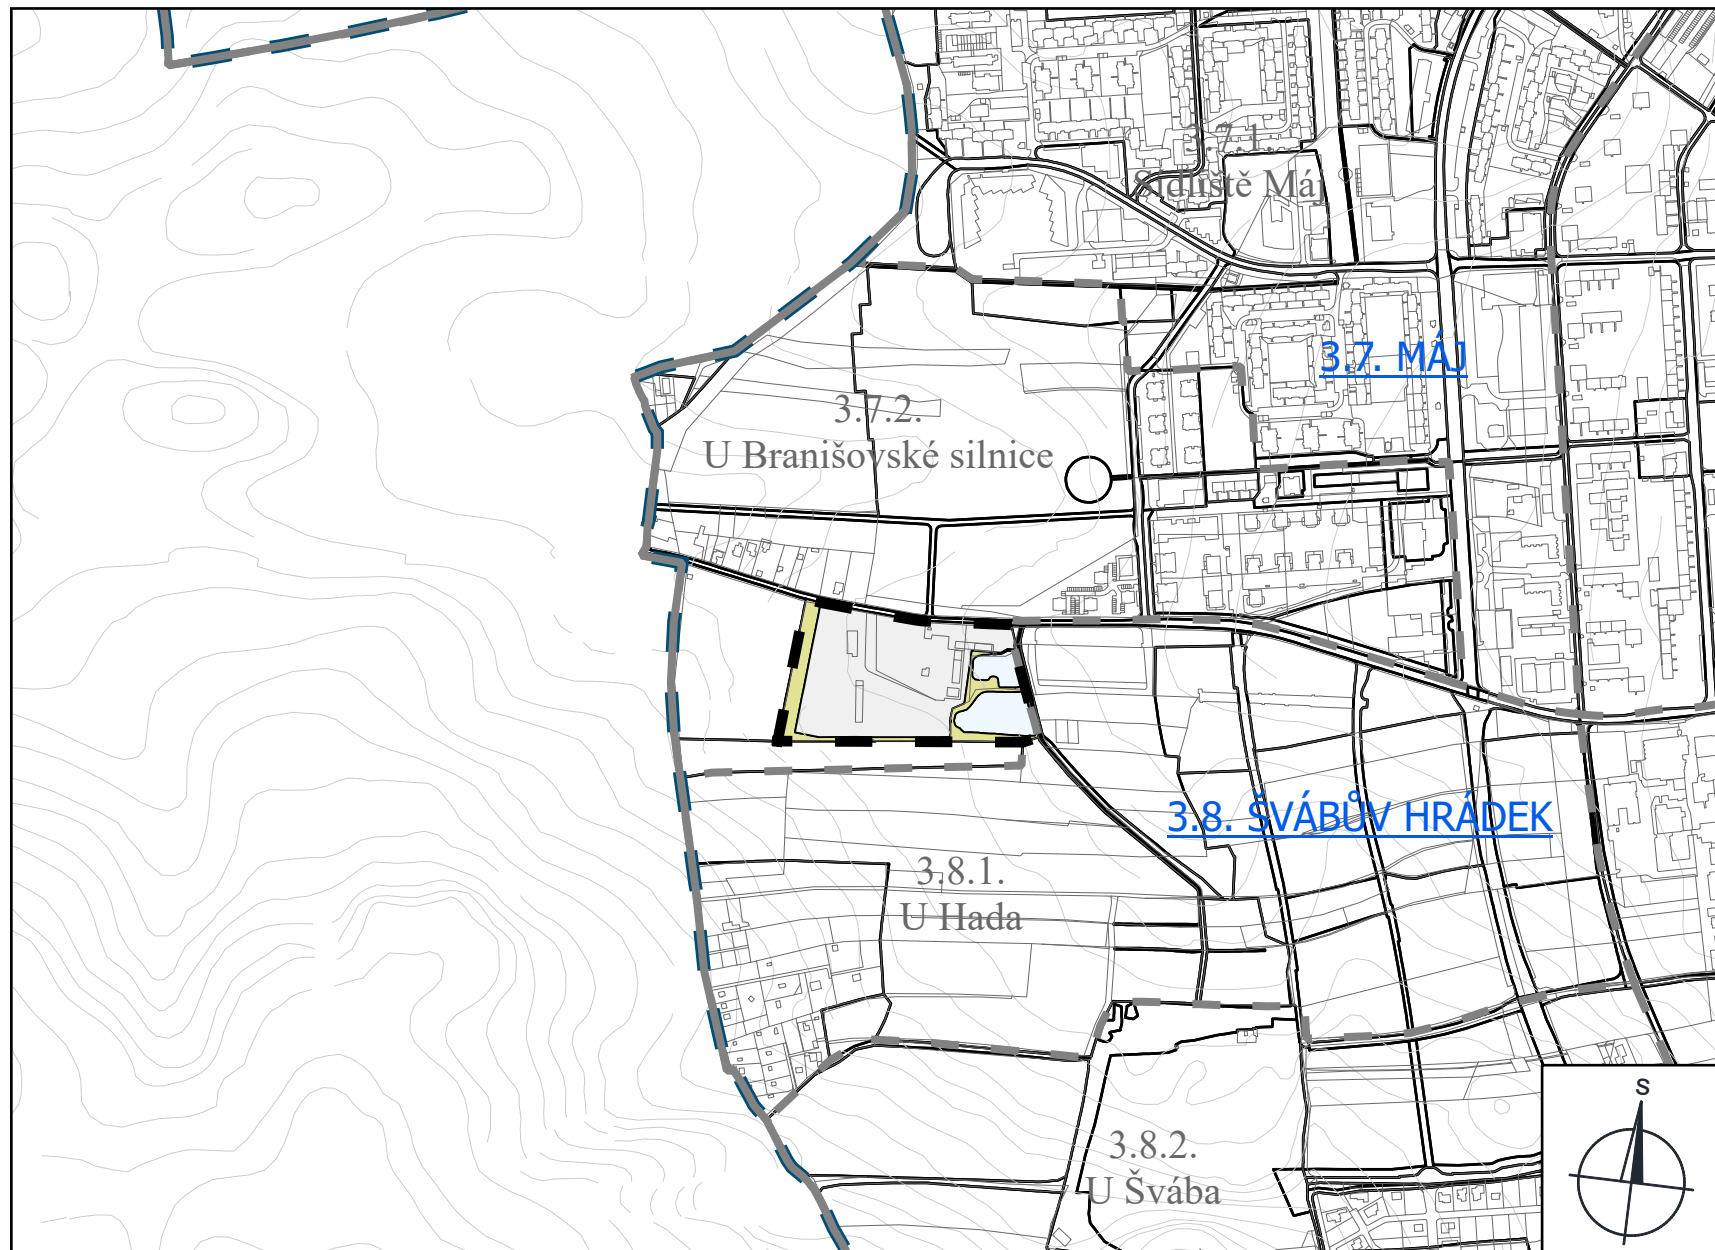 3.7.1.
Sídliště Máj
3.7. MÁJ
3.7.2.
U Branišovské silnice
3.8. ŠVÁBŮV HRÁDEK
3.8.1.
U Hada
3.8.2.
U Švába
S